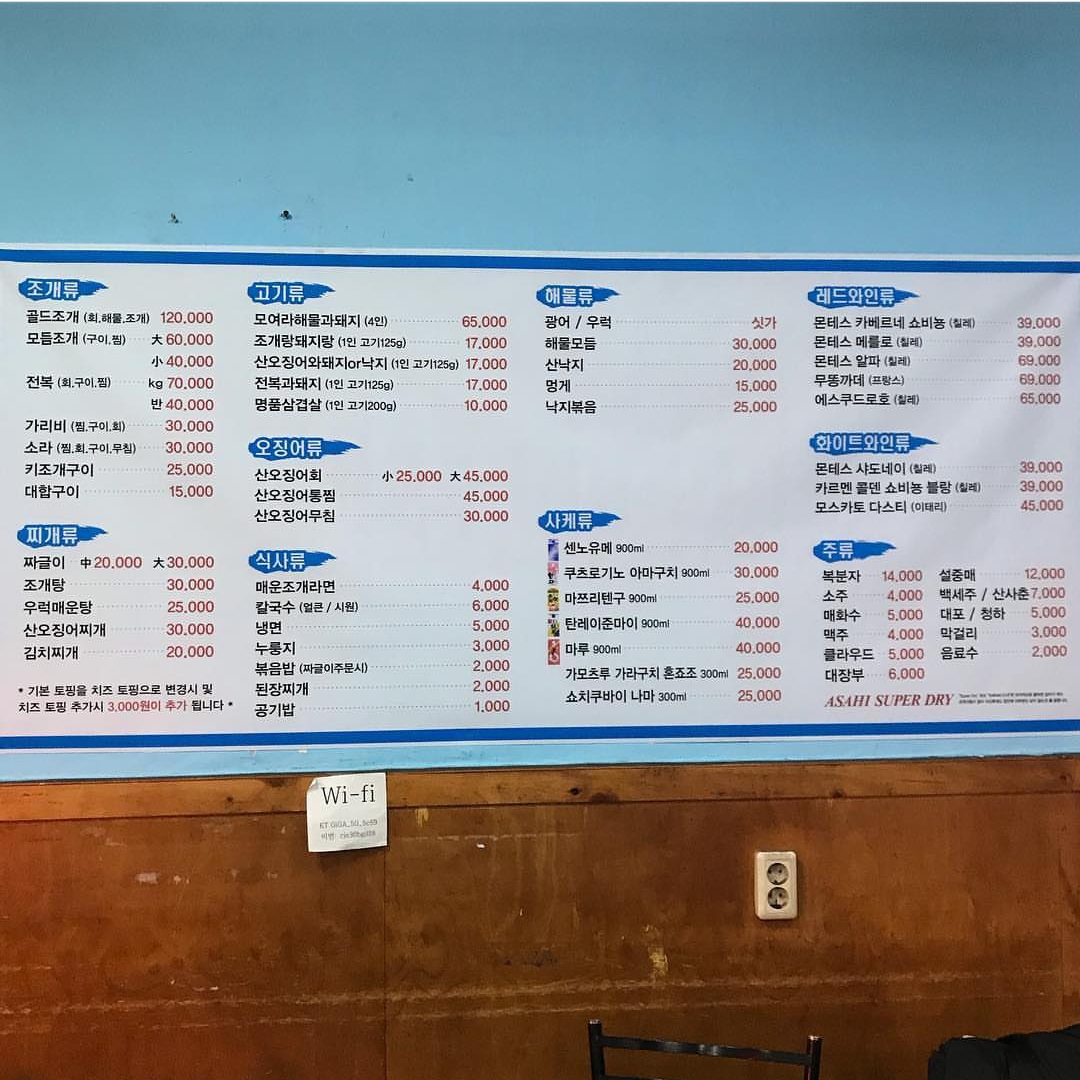 조개류
골드조개 (회,해물,조개) 120,000
모듬조개 (구이,찜) 大 60,000
小 40,000
전복 (회,구이,찜) kg 70,000
반 40,000
가리비 (찜,구이,회) 30,000
소라 (찜,회,구이,무침) 30,000
키조개구이 25,000
대합구이 15,000
찌개류
짜글이 中 20,000 大 30,000
조개탕 30,000
우럭매운탕 25,000
산오징어찌개 30,000
김치찌개 20,000
* 기본 토핑을 치즈 토핑으로 변경시 및
치즈 토핑 추가시 3,000원이 추가 됩니다 *
고기류
모여라해물과돼지 (4인) 65,000
조개랑돼지랑 (1인 고기125g) 17,000
산오징어와돼지or낙지 (1인 고기125g) 17,000
전복과돼지 (1인 고기125g) 17,000
명품삼겹살 (1인 고기200g) 10,000
오징어류
산오징어회 小 25,000 大 45,000
산오징어통찜 45,000
산오징어무침 30,000
식사류
매운조개라면 4,000
칼국수 (얼큰 / 시원) 6,000
냉면 5,000
누룽지 3,000
볶음밥 (짜글이주문시) 2,000
된장찌개 2,000
공기밥 1,000
해물류
광어 / 우럭 싯가
해물모듬 30,000
산낙지 20,000
멍게 15,000
낙지볶음 25,000
사케류
센노유메 900ml 20,000
쿠츠로기노 아마구치 900ml 30,000
마쯔리텐구 900ml 25,000
탄레이준마이 900ml 40,000
마루 900ml 40,000
가모츠루 가라구치 혼죠조 300ml 25,000
쇼치쿠바이 나마 300ml 25,000
레드와인류
몬테스 카베르네 쇼비뇽 (칠레) 39,000
몬테스 메를로 (칠레) 39,000
몬테스 알파 (칠레) 69,000
무똥까데 (프랑스) 69,000
에스쿠드로호 (칠레) 65,000
화이트와인류
몬테스 샤도네이 (칠레) 39,000
카르멘 콜덴 쇼비뇽 블랑 (칠레) 39,000
모스카토 다스티 (이태리) 45,000
주류
복분자 14,000 설중매 12,000
소주 4,000 백세주 / 산사춘 7,000
매화수 5,000 대포 / 청하 5,000
맥주 4,000 막걸리 3,000
클라우드 5,000 음료수 2,000
대장부 6,000
ASAHI SUPER DRY
Wi-fi
KT GiGA_5G_5c59
비번: